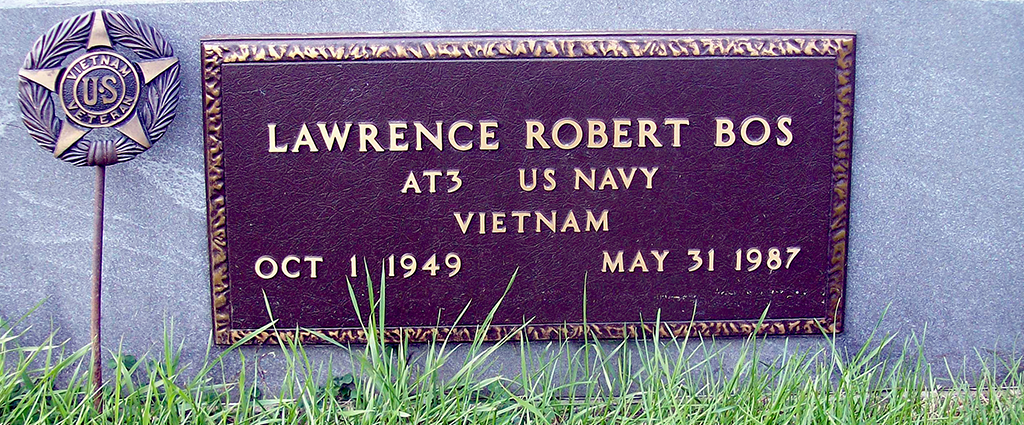 VIETNAM
US
VETERAN
LAWRENCE ROBERT BOS
AT3 US NAVY
VIETNAM
OCT 1 1949 MAY 31 1987